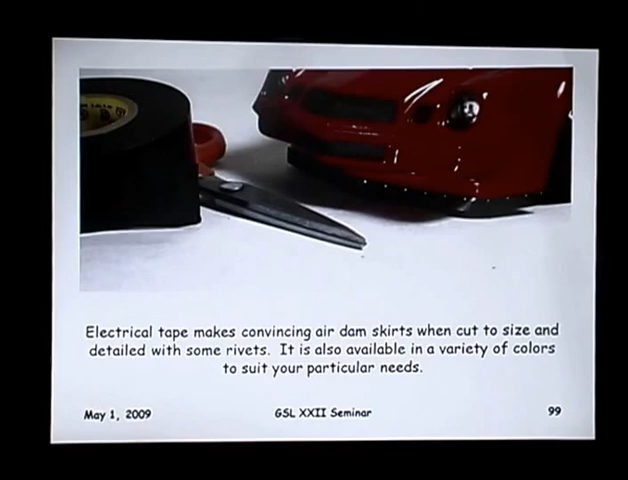 Electrical tape makes convincing air dam skirts when cut to size and
detailed with some rivets. It is also available in a variety of colors
to suit your particular needs.
May 1, 2009
GSL XXII Seminar
99